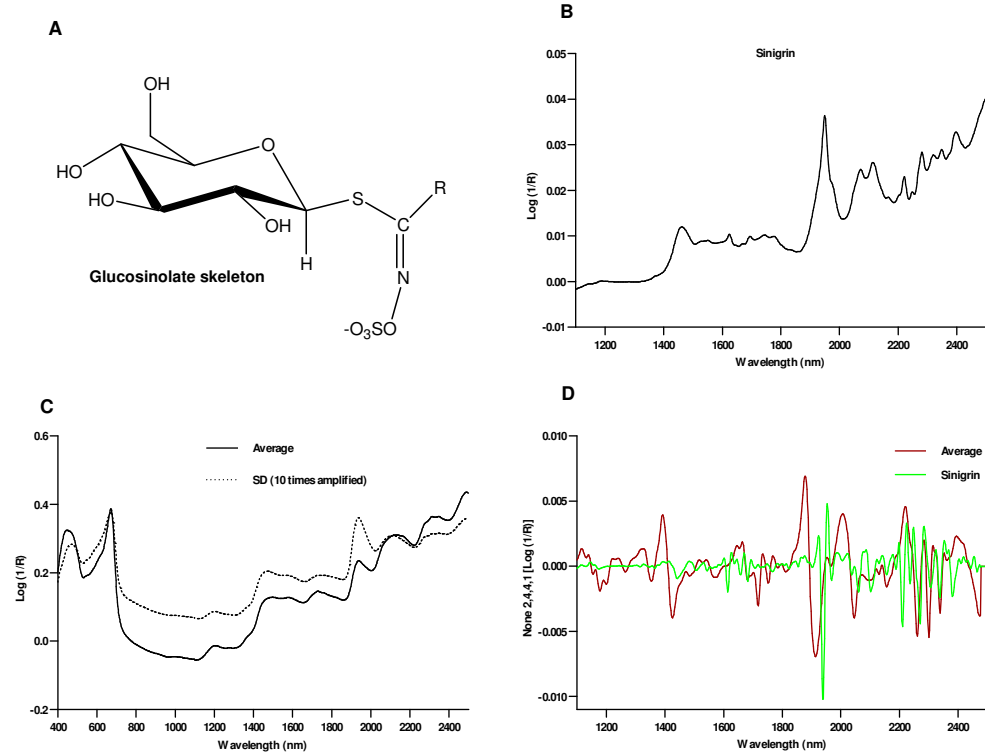 A
OH
O
HO
HO
OH
S
R
C
H
N
-O3SO
Glucosinolate skeleton
B
Sinigrin
0.05
0.04
0.03
0.02
0.01
0.00
-0.01
Log (1/R)
1200 1400 1600 1800 2000 2200 2400
Wavelength (nm)
C
Average
SD (10 times amplified)
0.6
0.4
0.2
0.0
-0.2
Log (1/R)
400 600 800 1000 1200 1400 1600 1800 2000 2200 2400
Wavelength (nm)
D
Average
Sinigrin
0.010
0.005
0.000
-0.005
-0.010
None 2,4,4,1 [Log (1/R)]
1200 1400 1600 1800 2000 2200 2400
Wavelength (nm)